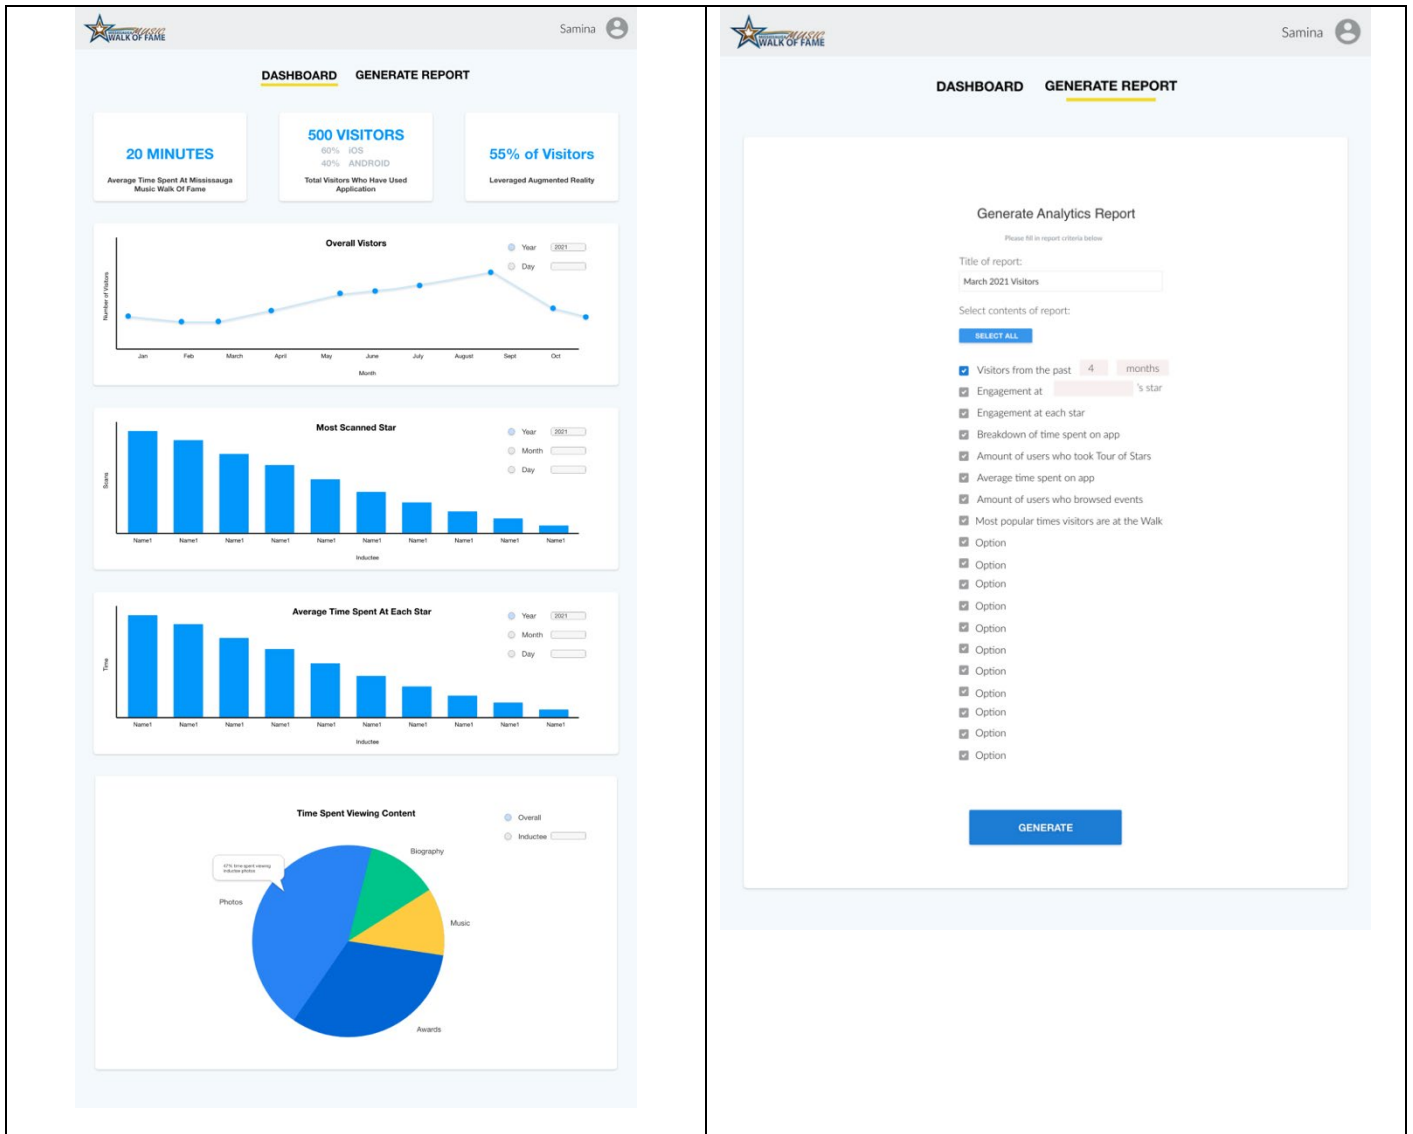 MISSISSAUGA MUSIC
WALK OF FAME
Samina
DASHBOARD GENERATE REPORT
20 MINUTES
Average Time Spent At Mississauga
Music Walk Of Fame
500 VISITORS
60% iOS
40% ANDROID
Total Visitors Who Have Used
Application
55% of Visitors
Leveraged Augmented Reality
Overall Vistors
Year 2021
Day
Number of Visitors
Jan Feb March April May June July August Sept Oct
Month
Most Scanned Star
Year 2021
Month
Day
Scans
Name1 Name1 Name1 Name1 Name1 Name1 Name1 Name1 Name1 Name1
Inductee
Average Time Spent At Each Star
Year 2021
Month
Day
Time
Name1 Name1 Name1 Name1 Name1 Name1 Name1 Name1 Name1 Name1
Inductee
Time Spent Viewing Content
Overall
Inductee
47% time spent viewing
inductee photos
Biography
Photos
Music
Awards
MISSISSAUGA MUSIC
WALK OF FAME
Samina
DASHBOARD GENERATE REPORT
Generate Analytics Report
Please fill in report criteria below
Title of report:
March 2021 Visitors
Select contents of report:
SELECT ALL
Visitors from the past 4 months
Engagement at 's star
Engagement at each star
Breakdown of time spent on app
Amount of users who took Tour of Stars
Average time spent on app
Amount of users who browsed events
Most popular times visitors are at the Walk
Option
Option
Option
Option
Option
Option
Option
Option
Option
Option
Option
GENERATE